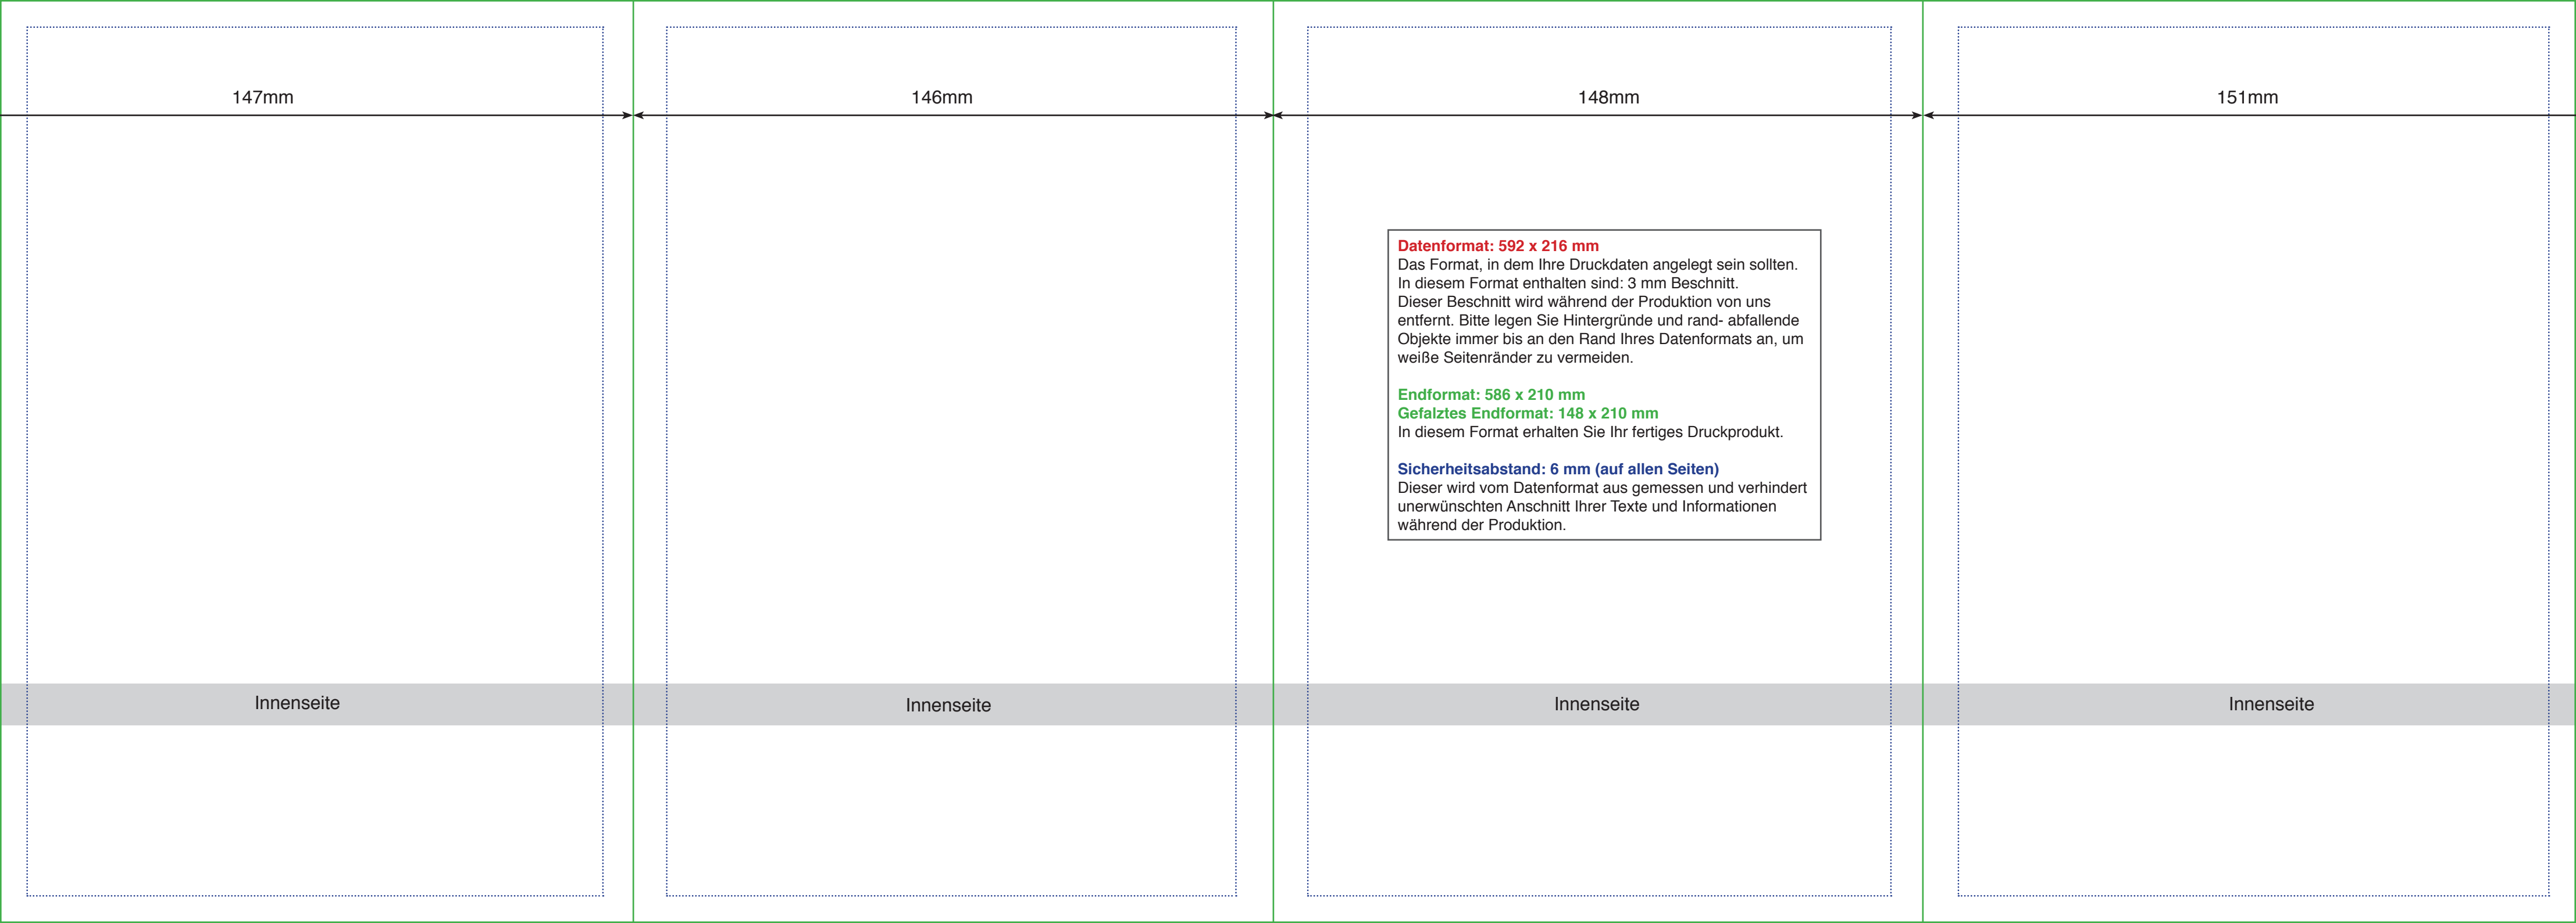 147mm
146mm
148mm
151mm
Datenformat: 592 x 216 mm
Das Format, in dem Ihre Druckdaten angelegt sein sollten.
In diesem Format enthalten sind: 3 mm Beschnitt.
Dieser Beschnitt wird während der Produktion von uns
entfernt. Bitte legen Sie Hintergründe und rand- abfallende
Objekte immer bis an den Rand Ihres Datenformats an, um
weiße Seitenränder zu vermeiden.
Endformat: 586 x 210 mm
Gefalztes Endformat: 148 x 210 mm
In diesem Format erhalten Sie Ihr fertiges Druckprodukt.
Sicherheitsabstand: 6 mm (auf allen Seiten)
Dieser wird vom Datenformat aus gemessen und verhindert
unerwünschten Anschnitt Ihrer Texte und Informationen
während der Produktion.
Innenseite
Innenseite
Innenseite
Innenseite